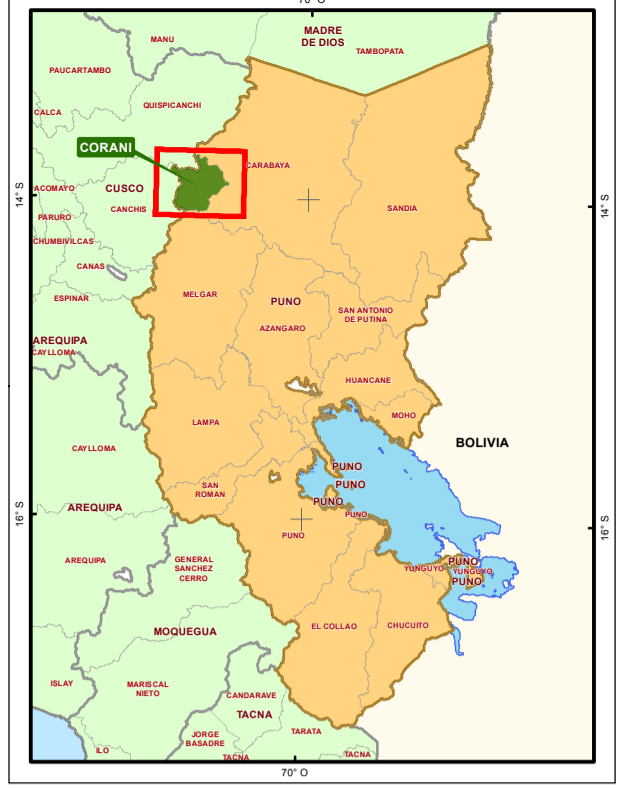 70° O
MADRE
DE DIOS
MANU
TAMBOPATA
PAUCARTAMBO
QUISPICANCHI
CALCA
CORANI
CARABAYA
14° S
14° S
ACOMAYO
CUSCO
CANCHIS
SANDIA
PARURO
CHUMBIVILCAS
CANAS
ESPINAR
MELGAR
PUNO
SAN ANTONIO
DE PUTINA
AZANGARO
AREQUIPA
CAYLLOMA
HUANCANE
MOHO
LAMPA
BOLIVIA
CAYLLOMA
PUNO
PUNO
SAN
ROMAN
PUNO
PUNO
AREQUIPA
16° S
16° S
PUNO
AREQUIPA
GENERAL
SANCHEZ
CERRO
PUNO
YUNGUYO
YUNGUYO
PUNO
EL COLLAO
CHUCUITO
MOQUEGUA
ISLAY
MARISCAL
NIETO
CANDARAVE
TACNA
TARATA
JORGE
BASADRE
ILO
TACNA
TACNA
70° O